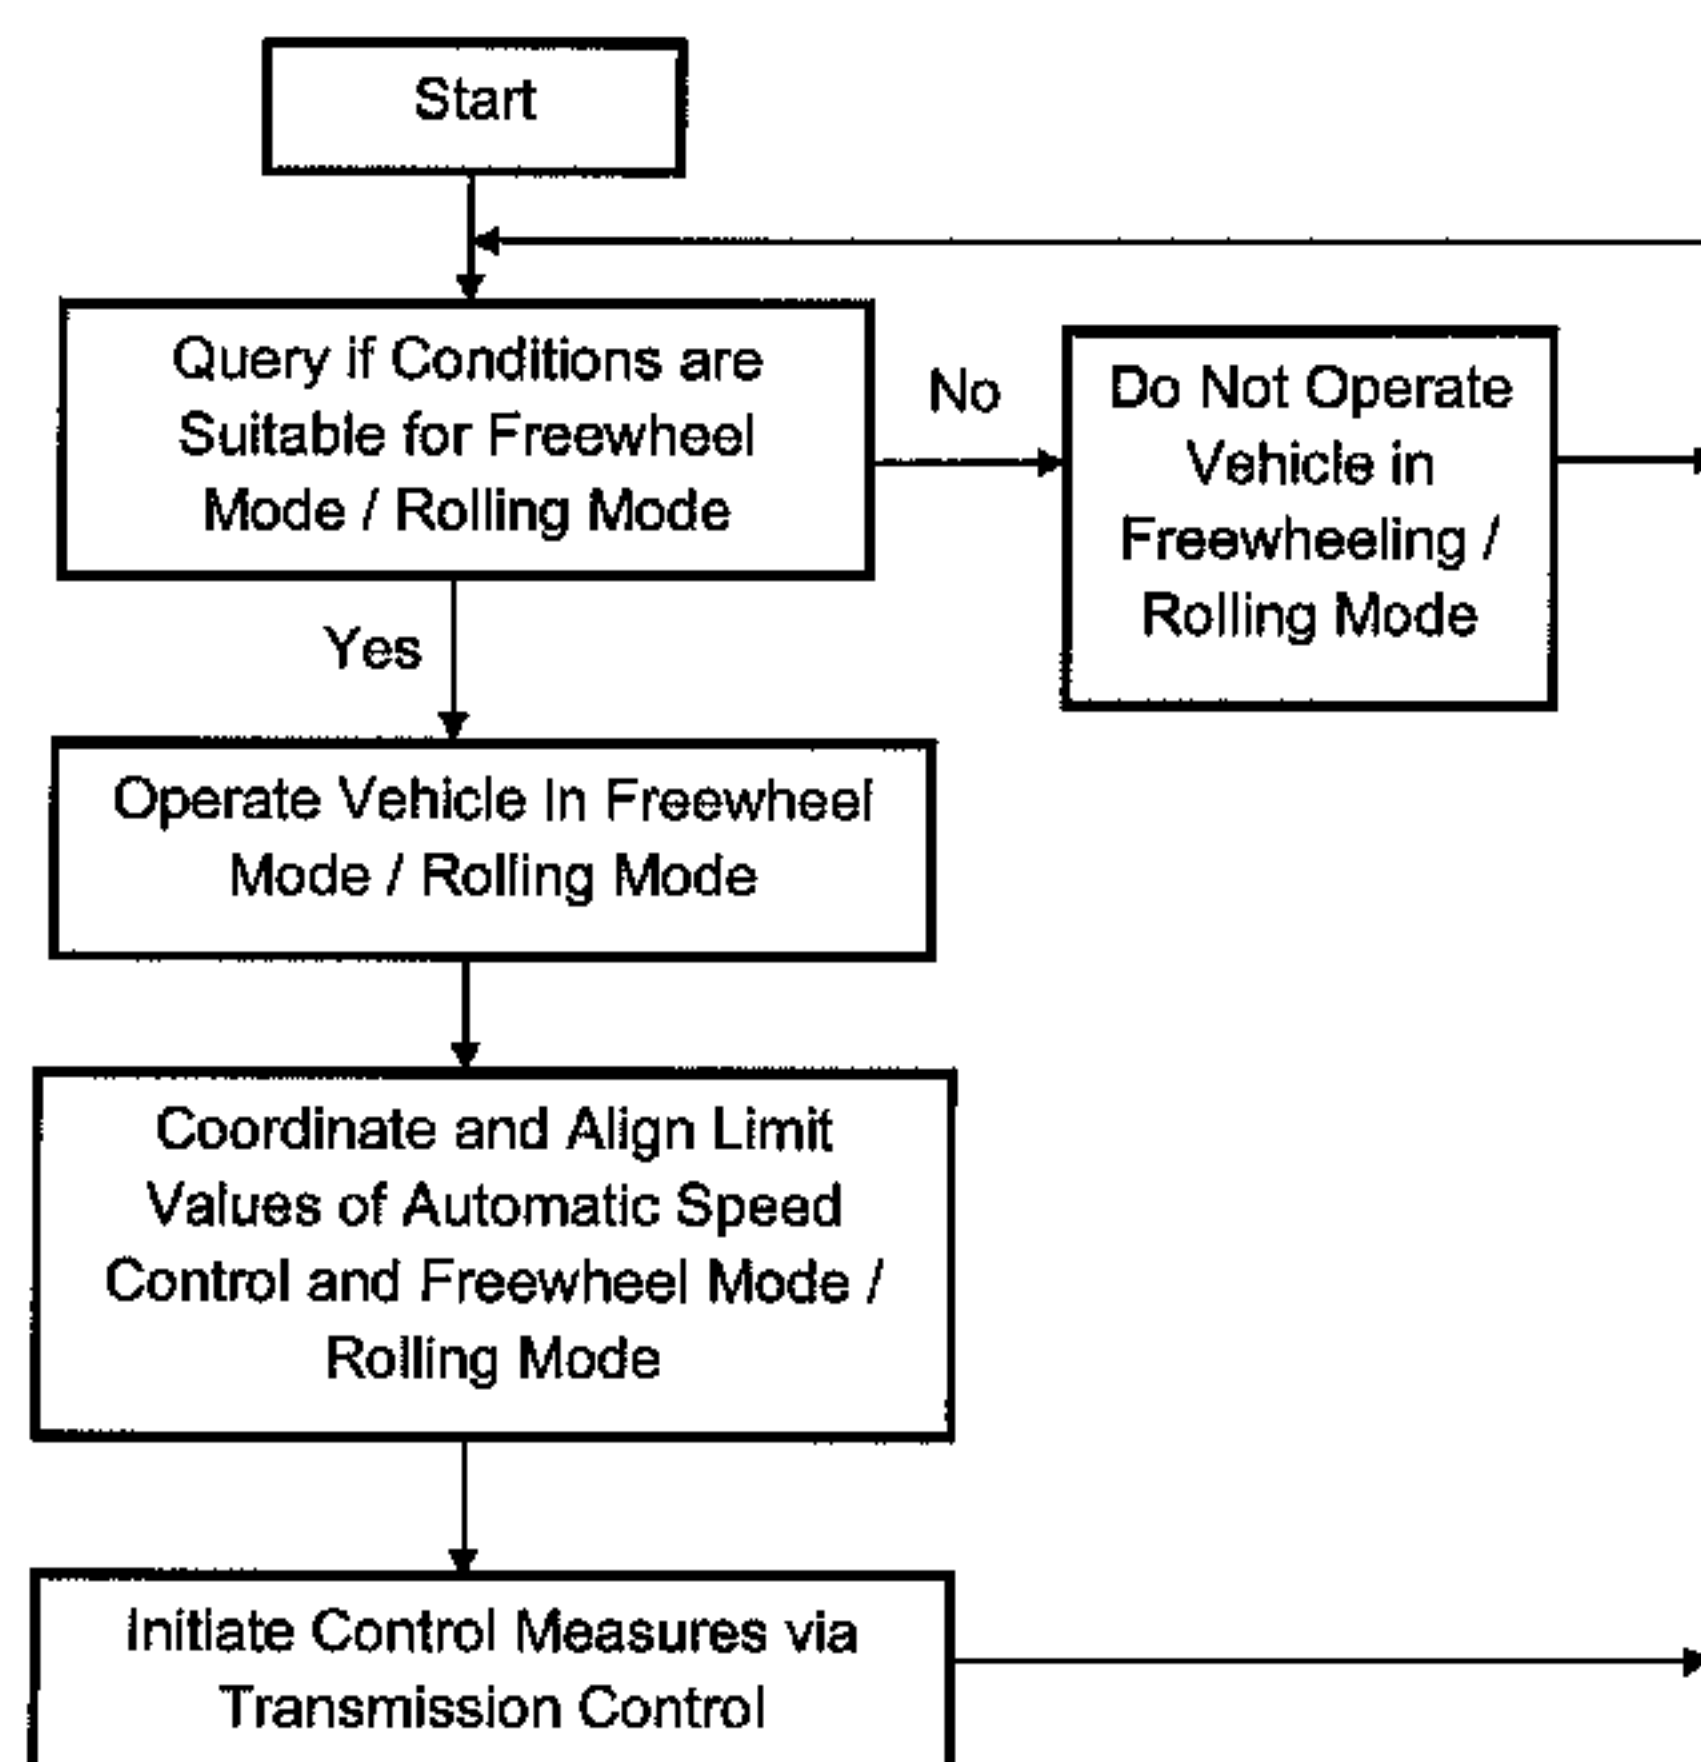 Start
Query if Conditions are
Suitable for Freewheel
Mode / Rolling Mode
No
Do Not Operate
Vehicle in
Freewheeling /
Rolling Mode
Yes
Operate Vehicle In Freewheel
Mode / Rolling Mode
Coordinate and Align Limit
Values of Automatic Speed
Control and Freewheel Mode /
Rolling Mode
Initiate Control Measures via
Transmission Control